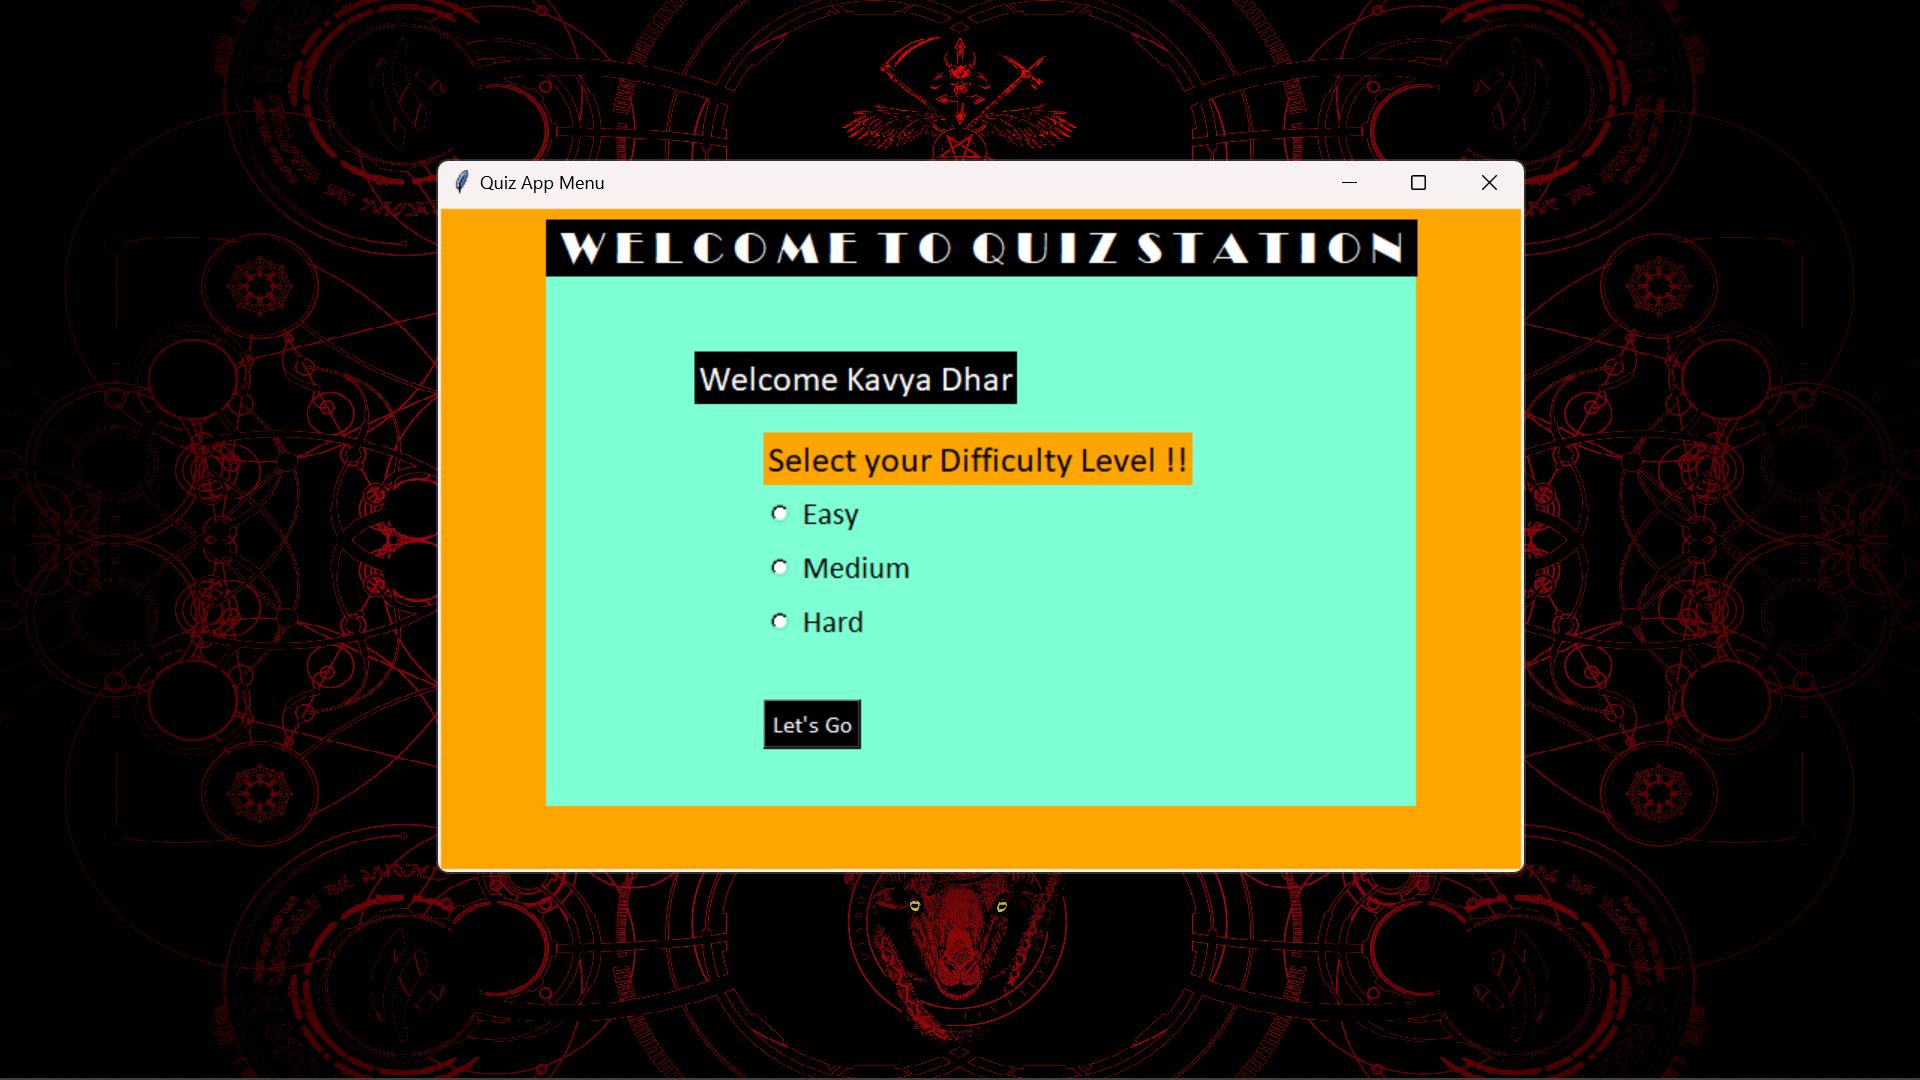 Quiz App Menu
WELCOME TO QUIZ STATION
Welcome Kavya Dhar
Select your Difficulty Level !!
Easy
Medium
Hard
Let's Go